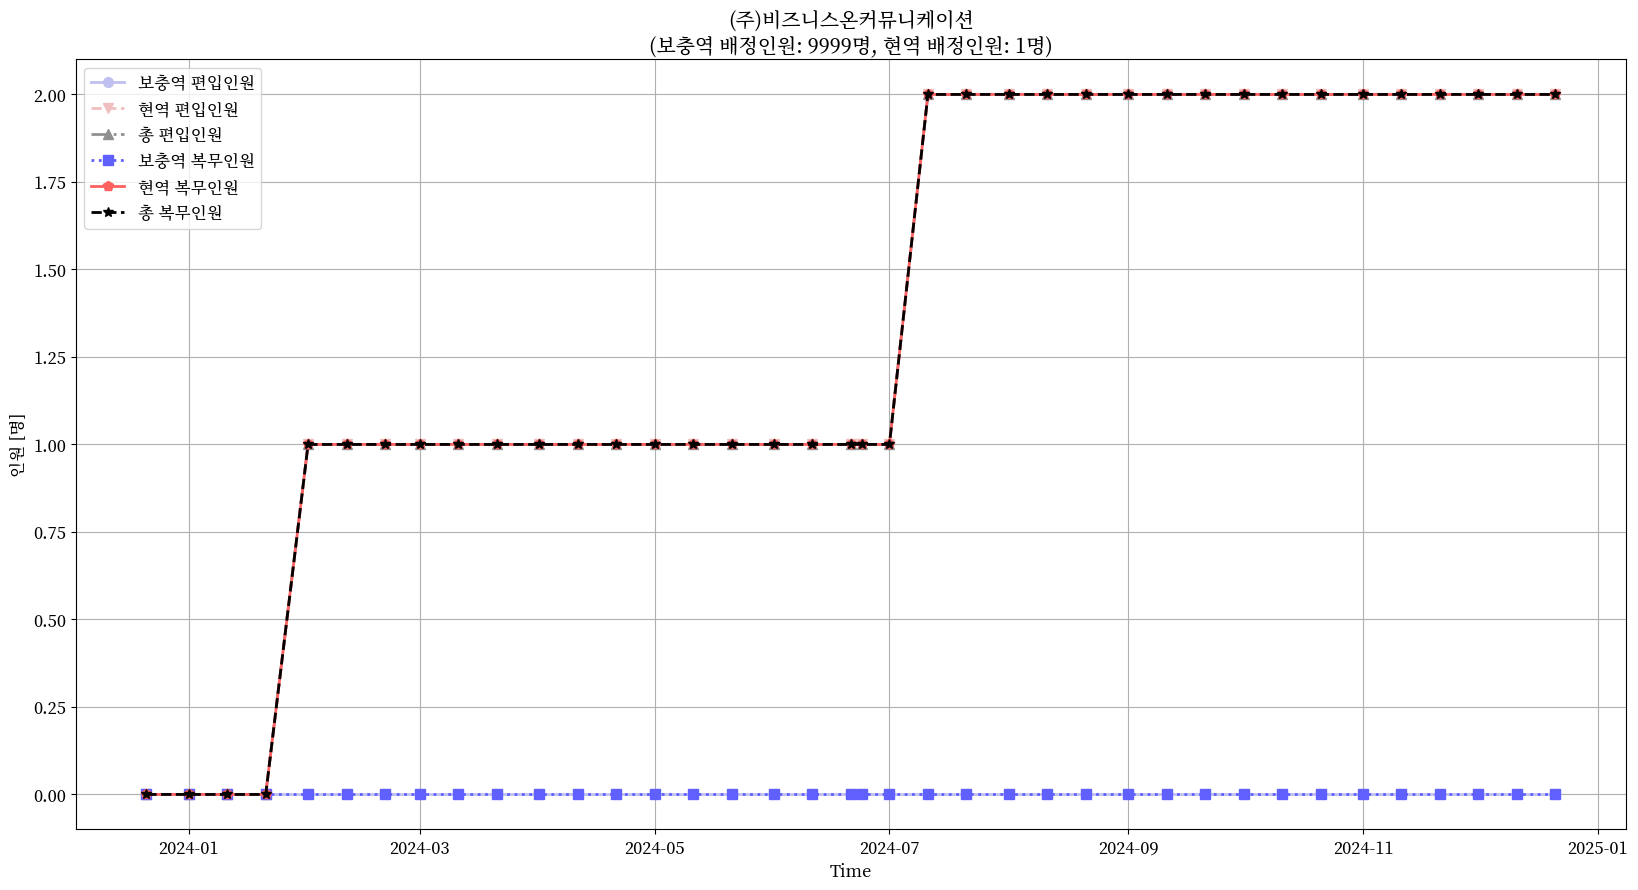 (주)비즈니스온커뮤니케이션
(보충역 배정인원: 9999명, 현역 배정인원: 1명)
보충역 편입인원
현역 편입인원
총 편입인원
보충역 복무인원
현역 복무인원
총 복무인원
2.00
1.75
1.50
1.25
1.00
0.75
0.50
0.25
0.00
인원 [명]
2024-01
2024-03
2024-05
2024-07
2024-09
2024-11
2025-01
Time